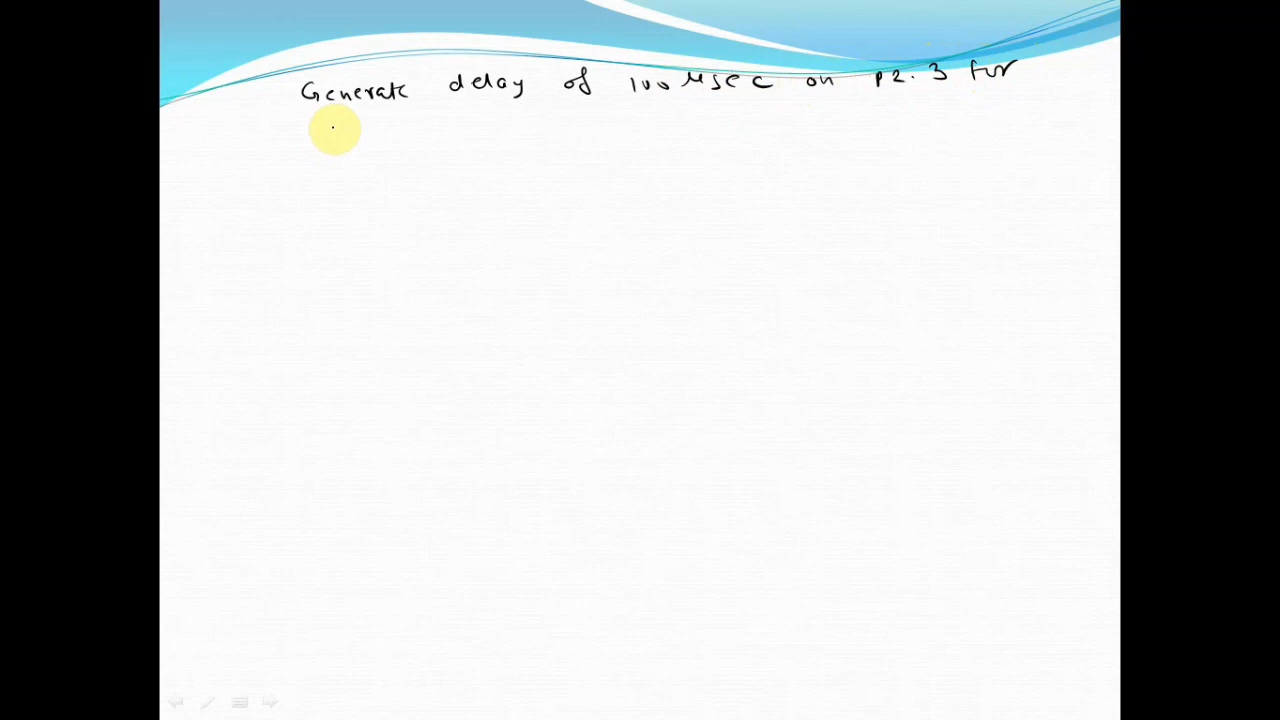 Generate delay of 100 μsec on P2.3 for